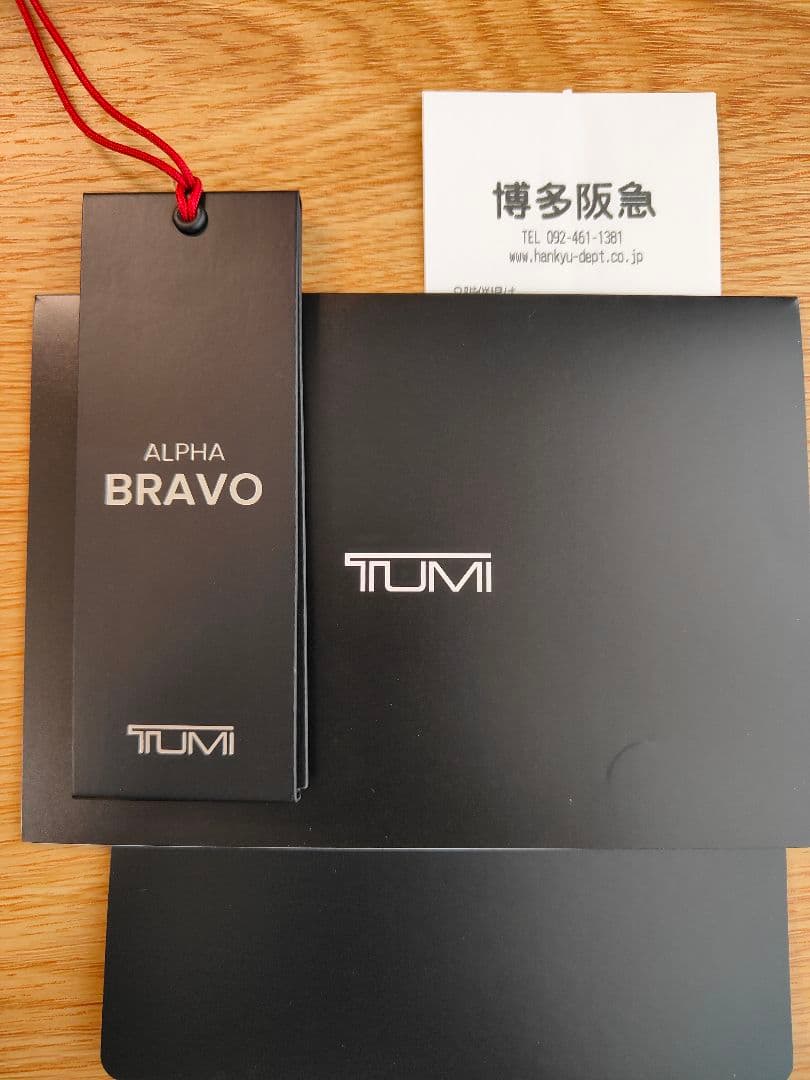 博多阪急
TEL 092-461-1381
www.hankyu-dept.co.jp
ALPHA
BRAVO
TUMI
TUMI